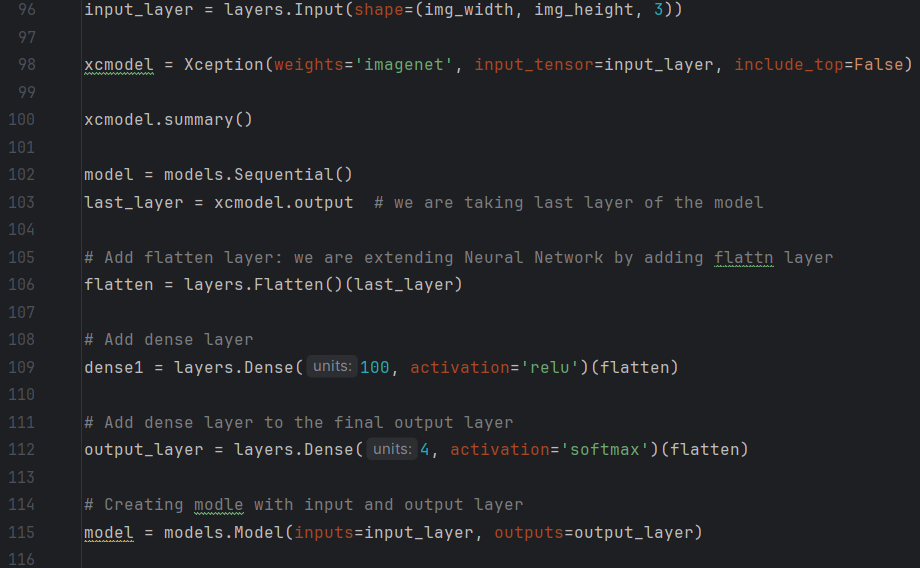 96 input_layer = layers.Input(shape=(img_width, img_height, 3))
97
98 xcmodel = Xception(weights='imagenet', input_tensor=input_layer, include_top=False)
99
100 xcmodel.summary()
101
102 model = models.Sequential()
103 last_layer = xcmodel.output  # we are taking last layer of the model
104
105 # Add flatten layer: we are extending Neural Network by adding flattn layer
106 flatten = layers.Flatten()(last_layer)
107
108 # Add dense layer
109 dense1 = layers.Dense( units: 100, activation='relu')(flatten)
110
111 # Add dense layer to the final output layer
112 output_layer = layers.Dense( units: 4, activation='softmax')(flatten)
113
114 # Creating modle with input and output layer
115 model = models.Model(inputs=input_layer, outputs=output_layer)
116